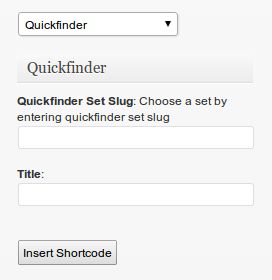 Quickfinder
Quickfinder
Quickfinder Set Slug: Choose a set by
entering quickfinder set slug
Title:
Insert Shortcode